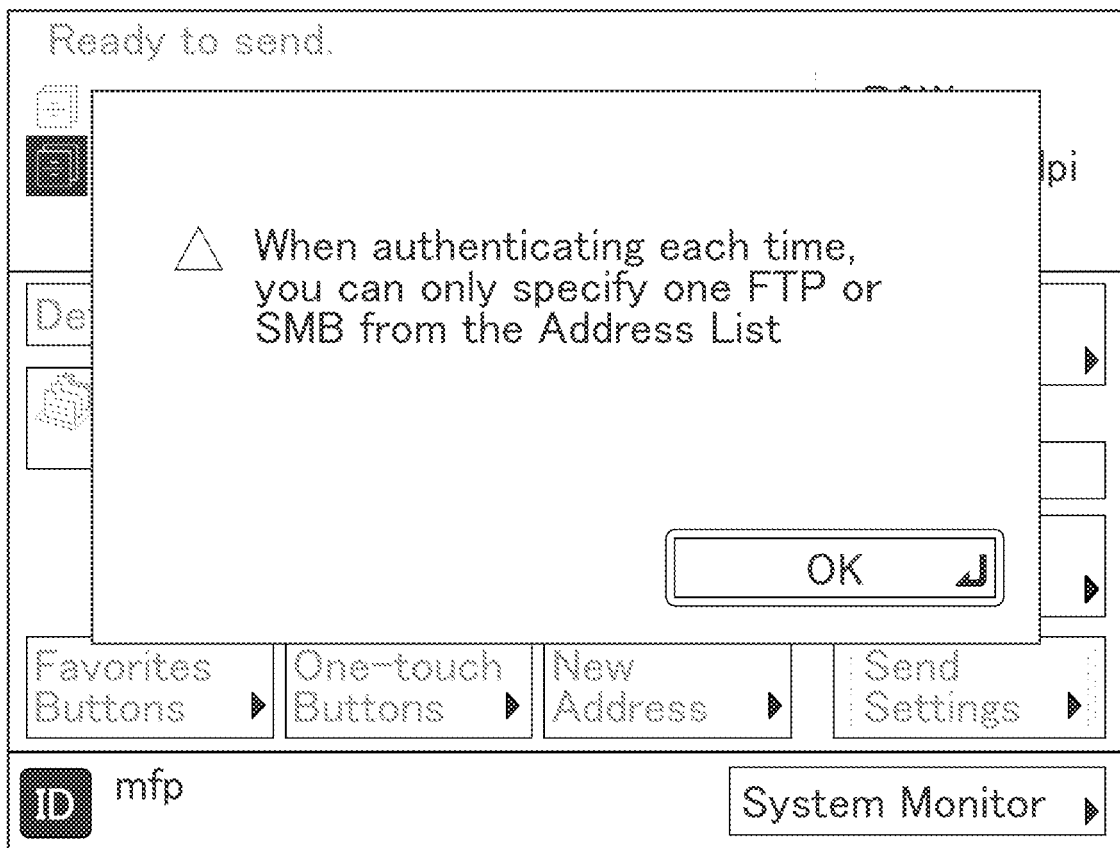 Ready to send.
When authenticating each time,
you can only specify one FTP or
SMB from the Address List
OK
Favorites
Buttons
One-touch
Buttons
New
Address
Send
Settings
ID
mfp
System Monitor